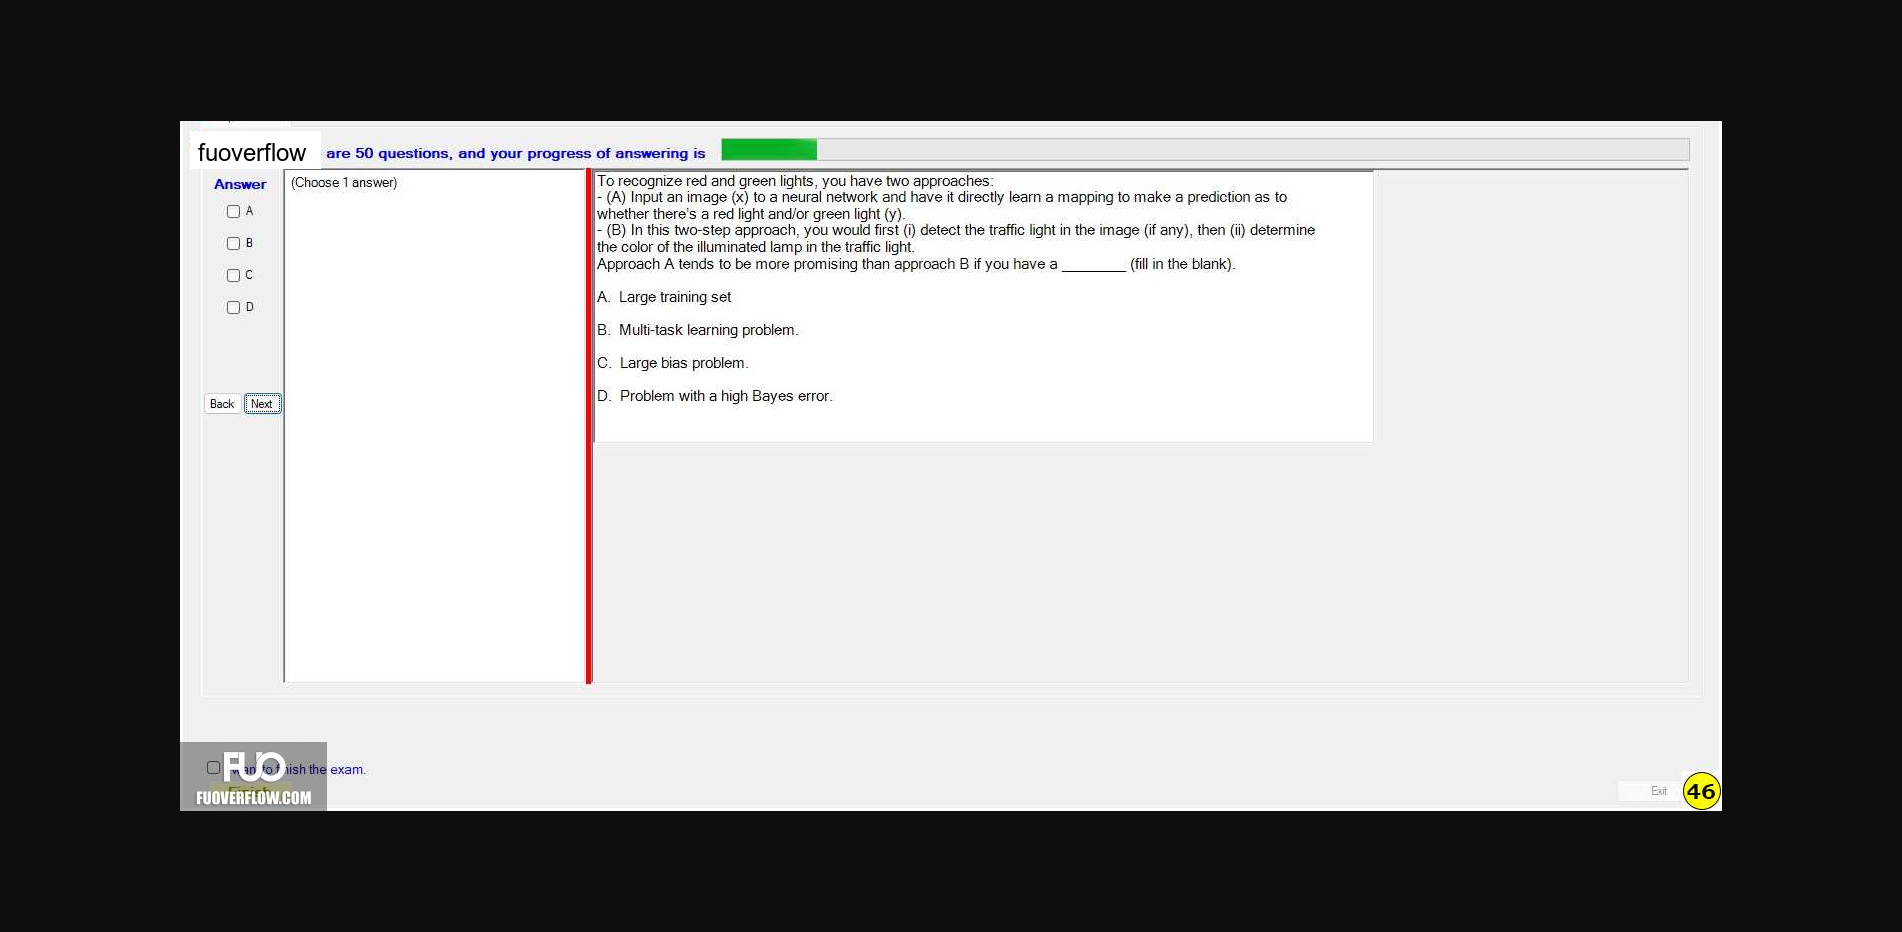 fuoverflow are 50 questions, and your progress of answering is
Answer
A
B
C
D
Back Next
(Choose 1 answer)
To recognize red and green lights, you have two approaches:
- (A) Input an image (x) to a neural network and have it directly learn a mapping to make a prediction as to
whether there's a red light and/or green light (y).
- (B) In this two-step approach, you would first (i) detect the traffic light in the image (if any), then (ii) determine
the color of the illuminated lamp in the traffic light.
Approach A tends to be more promising than approach B if you have a ________ (fill in the blank).
A. Large training set
B. Multi-task learning problem.
C. Large bias problem.
D. Problem with a high Bayes error.
FUO
want to finish the exam.
Finish
FUOVERFLOW.COM
Exit
46